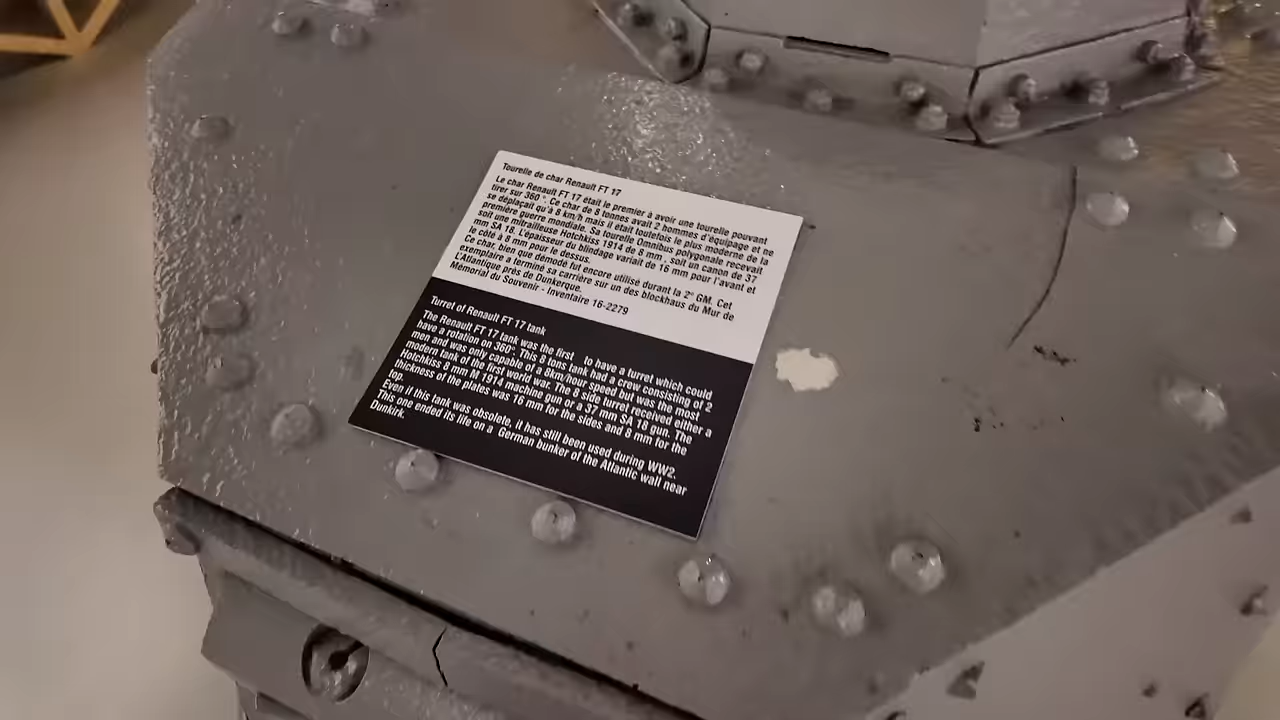 Tourelle de char Renault FT 17
Le char Renault FT 17 était le premier à avoir une tourelle pouvant
tirer sur 360 °. Ce char de 8 tonnes avait 2 hommes d'équipage et ne
se déplaçait qu'à 8 km/h mais il était toutefois le plus moderne de la
première guerre mondiale. Sa tourelle Omnibus polygonale recevait
soit une mitrailleuse Hotchkiss 1914 de 8 mm , soit un canon de 37
mm SA 18. L'épaisseur du blindage variait de 16 mm pour l'avant et
le côté à 8 mm pour le dessus.
Ce char, bien que démodé fut encore utilisé durant la 2° GM. Cet
exemplaire a terminé sa carrière sur un des blockhaus du Mur de
L'Atlantique près de Dunkerque.
Mémorial du Souvenir - Inventaire 16-2279
Turret of Renault FT 17 tank
The Renault FT 17 tank was the first to have a turret which could
have a rotation on 360°. This 8 tons tank had a crew consisting of 2
men and was only capable of a 8km/hour speed but was the most
modern tank of the first world war. The 8 side turret received either a
Hotchkiss 8 mm M 1914 machine gun or a 37 mm SA 18 gun. The
thickness of the plates was 16 mm for the sides and 8 mm for the
top.
Even if this tank was obsolete, it has still been used during WW2.
This one ended its life on a German bunker of the Atlantic wall near
Dunkirk.